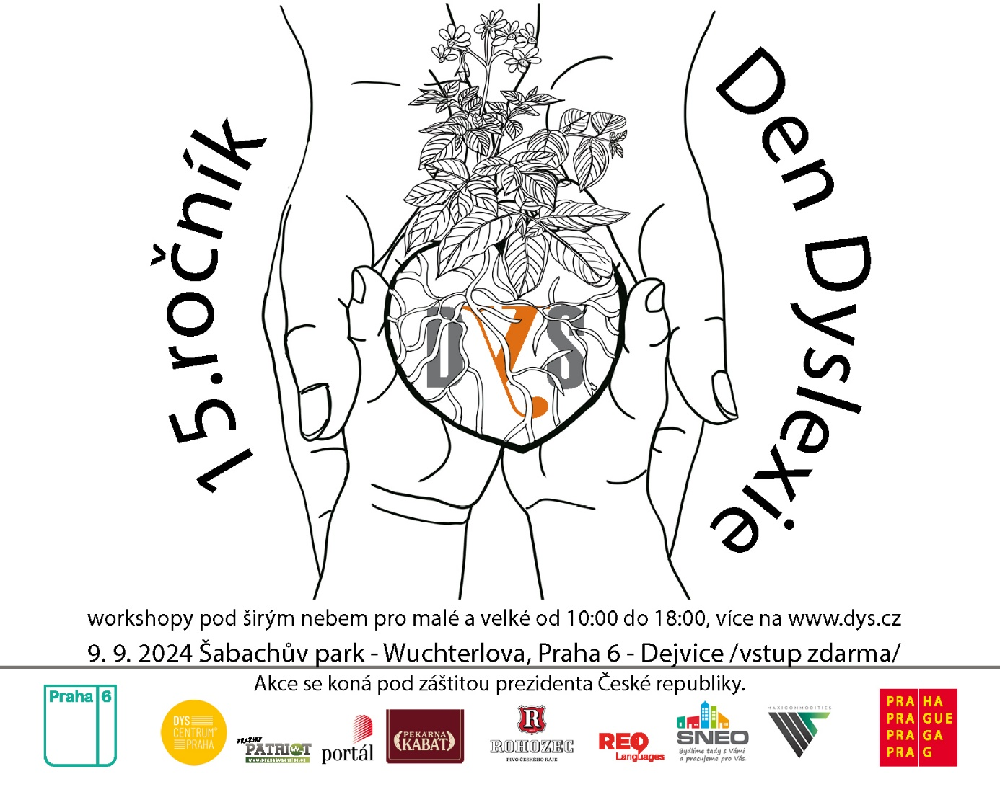 15.ročník
Den Dyslexie
DyS
workshopy pod širým nebem pro malé a velké od 10:00 do 18:00, více na www.dys.cz
9. 9. 2024 Šabachův park - Wuchterlova, Praha 6 - Dejvice /vstup zdarma/
Akce se koná pod záštitou prezidenta České republiky.
Praha 6
DYS
CENTRUM®
PRAHA
PRAŽSKÝ
PATRIOT
www.prazskypatriot.cz
portál
PEKÁRNA
KABÁT
R
ROHOZEC
PIVO ČESKÉHO RÁJE
REO
Languages
SNEO
Bydlíme tady s Vámi
a pracujeme pro Vás.
MAXICOMMODITIES
PRA HA
PRA GUE
PRA GA
PRA G